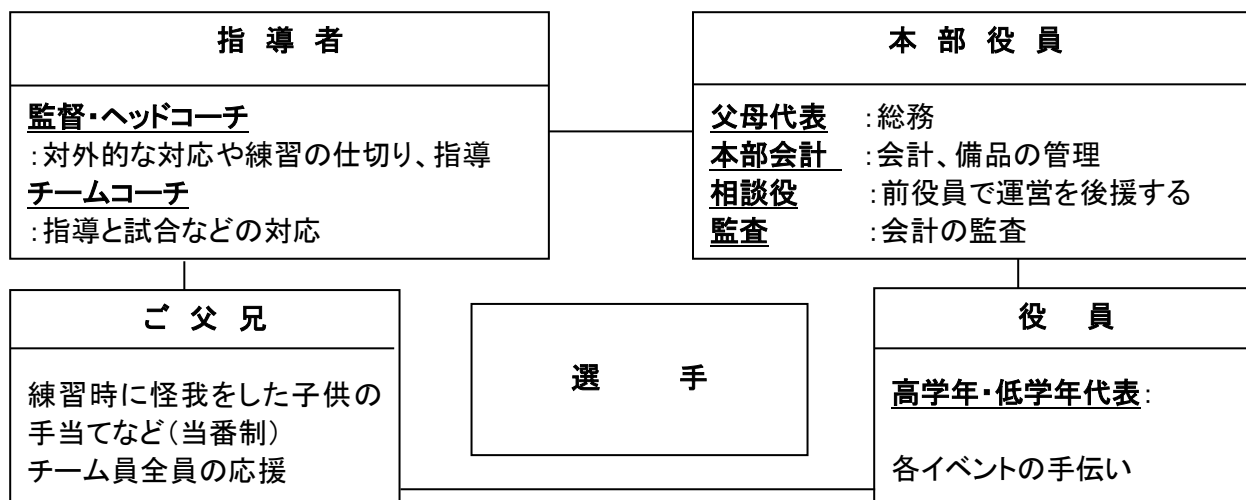 指 導 者
監督・ヘッドコーチ
:対外的な対応や練習の仕切り、指導
チームコーチ
:指導と試合などの対応
本 部 役 員
父母代表 :総務
本部会計 :会計、備品の管理
相談役 :前役員で運営を後援する
監査 :会計の監査
ご 父 兄
練習時に怪我をした子供の
手当てなど(当番制)
チーム員全員の応援
選 手
役 員
高学年・低学年代表:
各イベントの手伝い